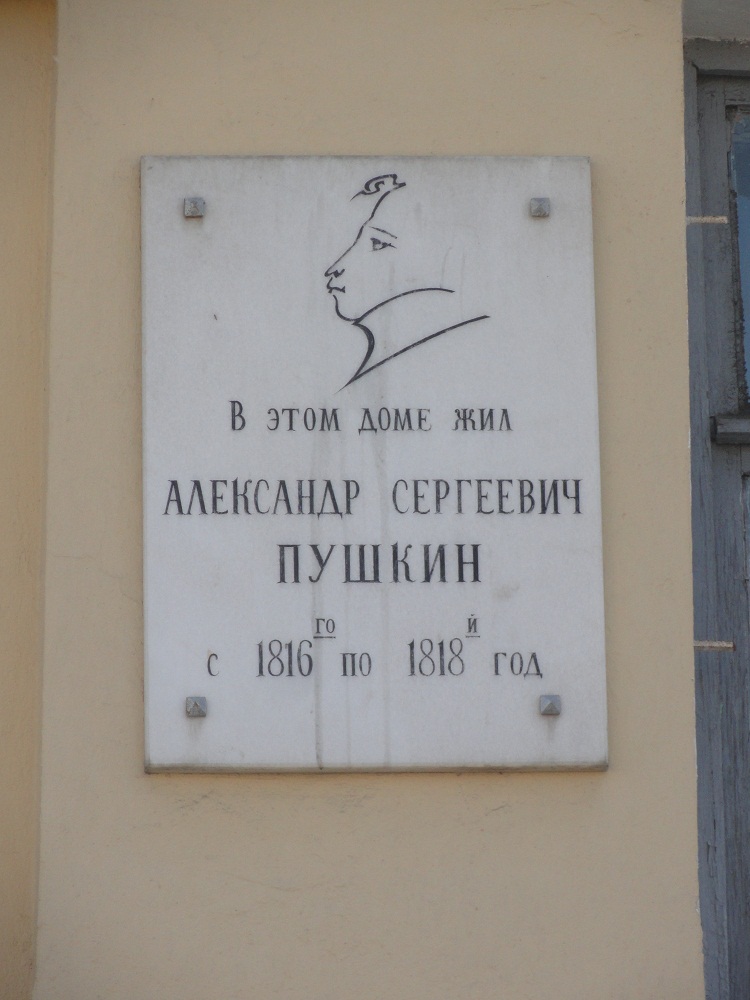 В ЭТОМ ДОМЕ ЖИЛ
АЛЕКСАНДР СЕРГЕЕВИЧ
ПУШКИН
С 1816го ПО 1818й ГОД